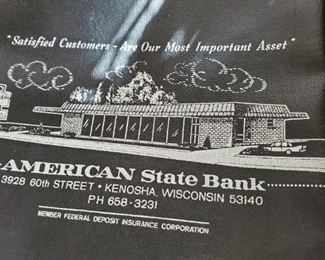 "Satisfied Customers - Are Our Most Important Asset"
AMERICAN State Bank
3928 60th STREET • KENOSHA, WISCONSIN 53140
PH 658-3231
MEMBER FEDERAL DEPOSIT INSURANCE CORPORATION